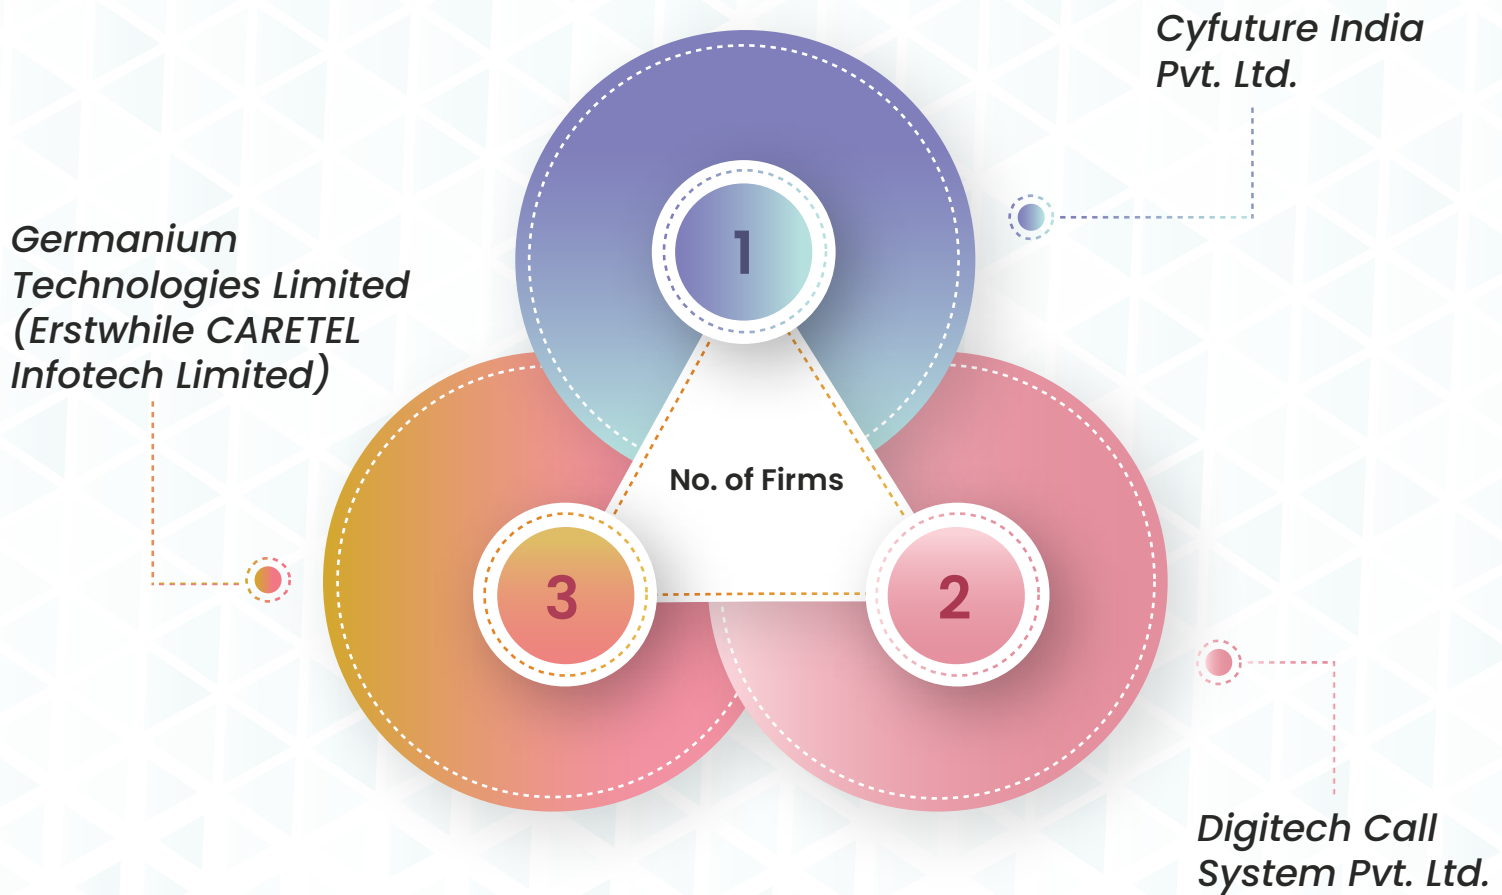 Cyfuture India
Pvt. Ltd.
1
Germanium
Technologies Limited
(Erstwhile CARETEL
Infotech Limited)
No. of Firms
3
2
Digitech Call
System Pvt. Ltd.